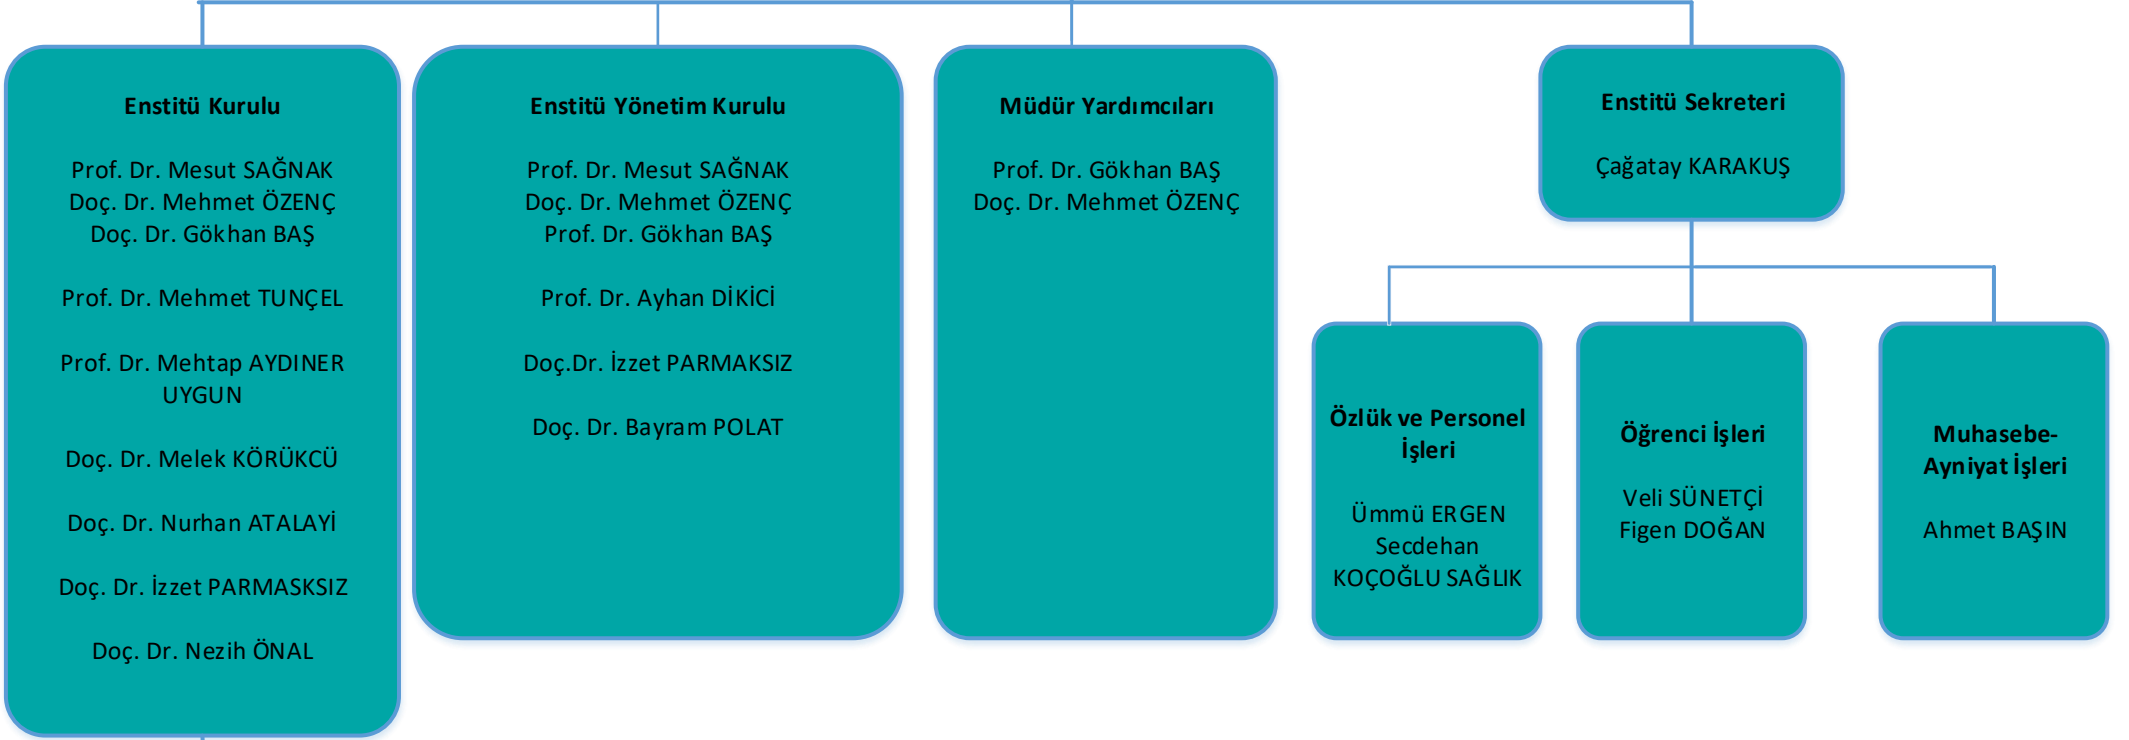 Enstitü Kurulu
Prof. Dr. Mesut SAĞNAK
Doç. Dr. Mehmet ÖZENÇ
Doç. Dr. Gökhan BAŞ
Prof. Dr. Mehmet TUNÇEL
Prof. Dr. Mehtap AYDINER
UYGUN
Doç. Dr. Melek KÖRÜKCÜ
Doç. Dr. Nurhan ATALAYİ
Doç. Dr. İzzet PARMASKSIZ
Doç. Dr. Nezih ÖNAL
Enstitü Yönetim Kurulu
Prof. Dr. Mesut SAĞNAK
Doç. Dr. Mehmet ÖZENÇ
Prof. Dr. Gökhan BAŞ
Prof. Dr. Ayhan DİKİCİ
Doç.Dr. İzzet PARMAKSIZ
Doç. Dr. Bayram POLAT
Müdür Yardımcıları
Prof. Dr. Gökhan BAŞ
Doç. Dr. Mehmet ÖZENÇ
Enstitü Sekreteri
Çağatay KARAKUŞ
Özlük ve Personel
İşleri
Ümmü ERGEN
Secdehan
KOÇOĞLU SAĞLIK
Öğrenci İşleri
Veli SÜNETÇİ
Figen DOĞAN
Muhasebe-
Ayniyat İşleri
Ahmet BAŞIN